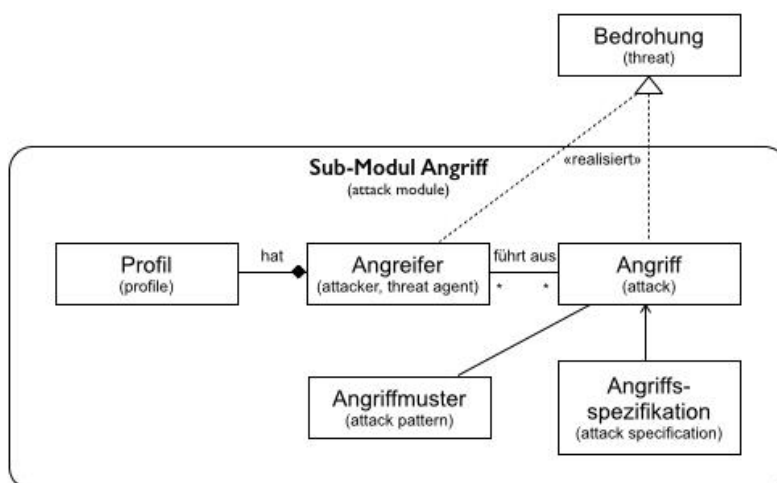 Bedrohung
(threat)
«realisiert»
Sub-Modul Angriff
(attack module)
Profil
(profile)
hat
Angreifer
(attacker, threat agent)
führt aus
* *
Angriff
(attack)
Angriffmuster
(attack pattern)
Angriffs-
spezifikation
(attack specification)